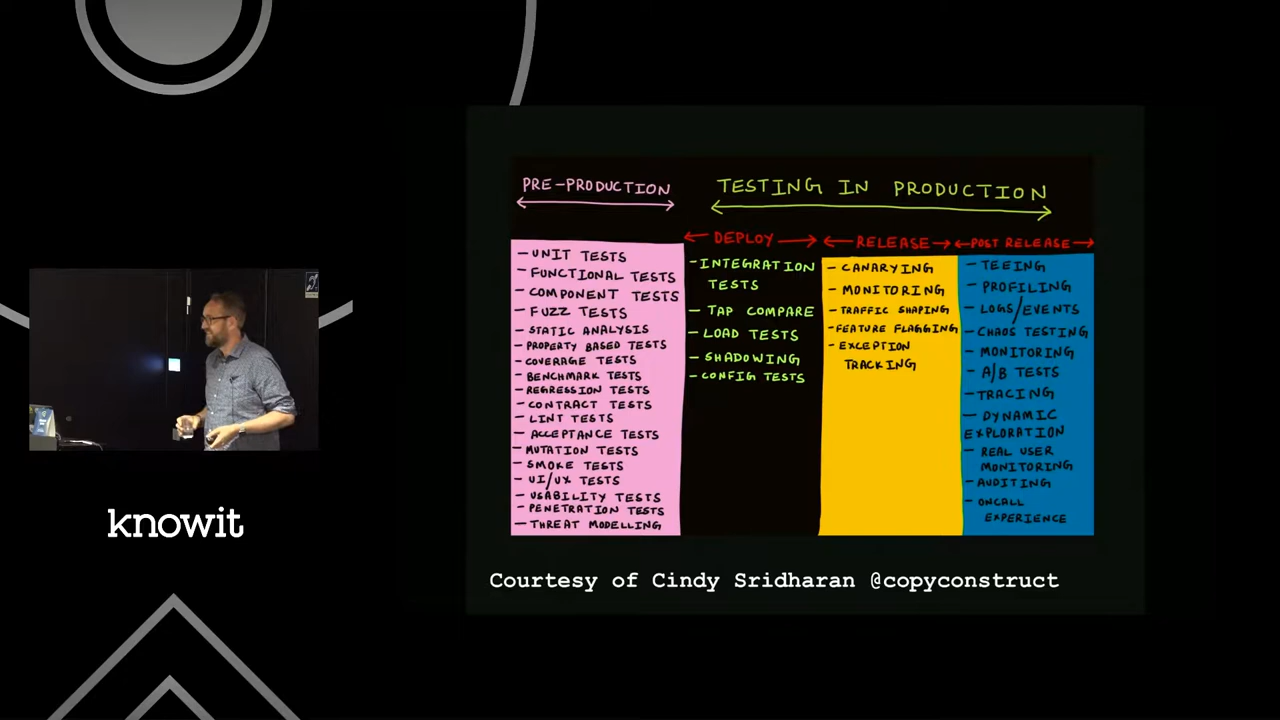 PRE-PRODUCTION
TESTING IN PRODUCTION
DEPLOY
RELEASE
POST RELEASE
- UNIT TESTS
- FUNCTIONAL TESTS
- COMPONENT TESTS
- FUZZ TESTS
- STATIC ANALYSIS
- PROPERTY BASED TESTS
- COVERAGE TESTS
- BENCHMARK TESTS
- REGRESSION TESTS
- CONTRACT TESTS
- LINT TESTS
- ACCEPTANCE TESTS
- MUTATION TESTS
- SMOKE TESTS
- UI/UX TESTS
- USABILITY TESTS
- PENETRATION TESTS
- THREAT MODELLING
- INTEGRATION
TESTS
- TAP COMPARE
- LOAD TESTS
- SHADOWING
- CONFIG TESTS
- CANARYING
- MONITORING
- TRAFFIC SHAPING
- FEATURE FLAGGING
- EXCEPTION
TRACKING
- TEEING
- PROFILING
- LOGS/EVENTS
- CHAOS TESTING
- MONITORING
- A/B TESTS
- TRACING
- DYNAMIC
EXPLORATION
- REAL USER
MONITORING
- AUDITING
- ONCALL
EXPERIENCE
Courtesy of Cindy Sridharan @copyconstruct
knowit